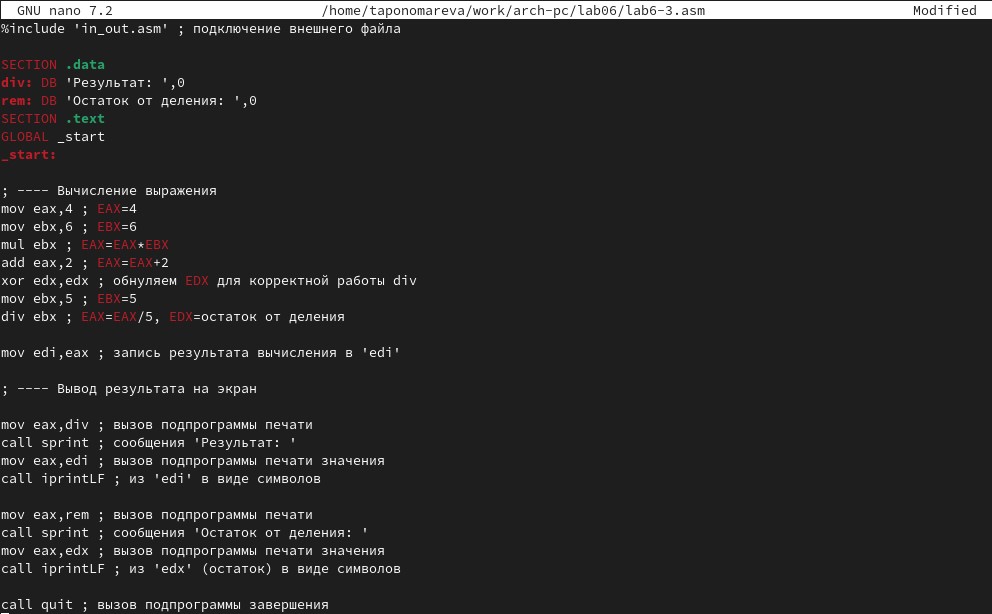 GNU nano 7.2 /home/taponomareva/work/arch-pc/lab06/lab6-3.asm Modified
%include 'in_out.asm' ; подключение внешнего файла
SECTION .data
div: DB 'Результат: ',0
rem: DB 'Остаток от деления: ',0
SECTION .text
GLOBAL _start
_start:
; ---- Вычисление выражения
mov eax,4 ; EAX=4
mov ebx,6 ; EBX=6
mul ebx ; EAX=EAX*EBX
add eax,2 ; EAX=EAX+2
xor edx,edx ; обнуляем EDX для корректной работы div
mov ebx,5 ; EBX=5
div ebx ; EAX=EAX/5, EDX=остаток от деления
mov edi,eax ; запись результата вычисления в 'edi'
; ---- Вывод результата на экран
mov eax,div ; вызов подпрограммы печати
call sprint ; сообщения 'Результат: '
mov eax,edi ; вызов подпрограммы печати значения
call iprintLF ; из 'edi' в виде символов
mov eax,rem ; вызов подпрограммы печати
call sprint ; сообщения 'Остаток от деления: '
mov eax,edx ; вызов подпрограммы печати значения
call iprintLF ; из 'edx' (остаток) в виде символов
call quit ; вызов подпрограммы завершения